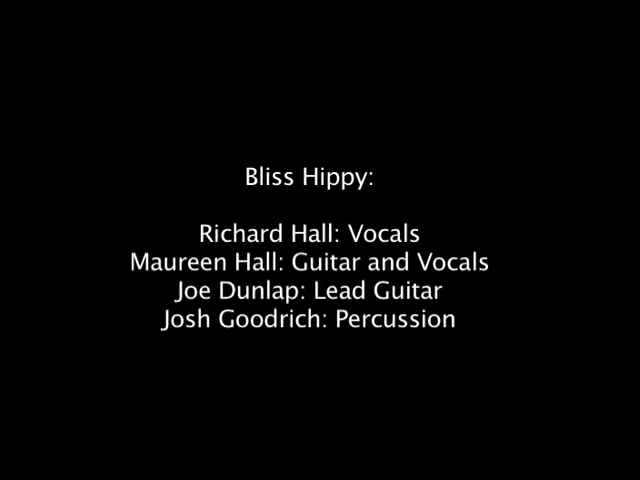 Bliss Hippy:
Richard Hall: Vocals
Maureen Hall: Guitar and Vocals
Joe Dunlap: Lead Guitar
Josh Goodrich: Percussion